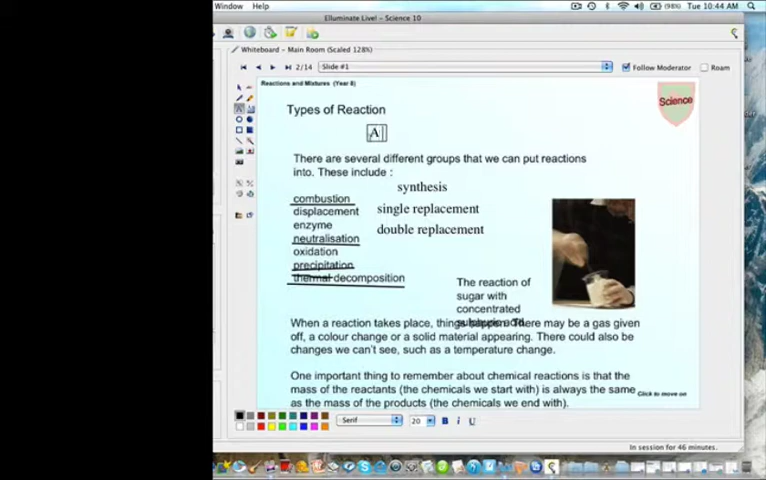 Window Help
(98%) Tue 10:44 AM
Elluminate Live! - Science 10
Whiteboard - Main Room (Scaled 128%)
2/14 Slide #1 Follow Moderator Roam
Reactions and Mixtures (Year 8)
Science
Types of Reaction
A
There are several different groups that we can put reactions
into. These include :
synthesis
combustion
displacement
single replacement
enzyme
double replacement
neutralisation
oxidation
precipitation
thermal decomposition
The reaction of
sugar with
concentrated
sulphuric acid
When a reaction takes place, things happen. There may be a gas given
off, a colour change or a solid material appearing. There could also be
changes we can't see, such as a temperature change.
One important thing to remember about chemical reactions is that the
mass of the reactants (the chemicals we start with) is always the same
as the mass of the products (the chemicals we end with).
Click to move on
Serif 20 B i U
In session for 46 minutes.